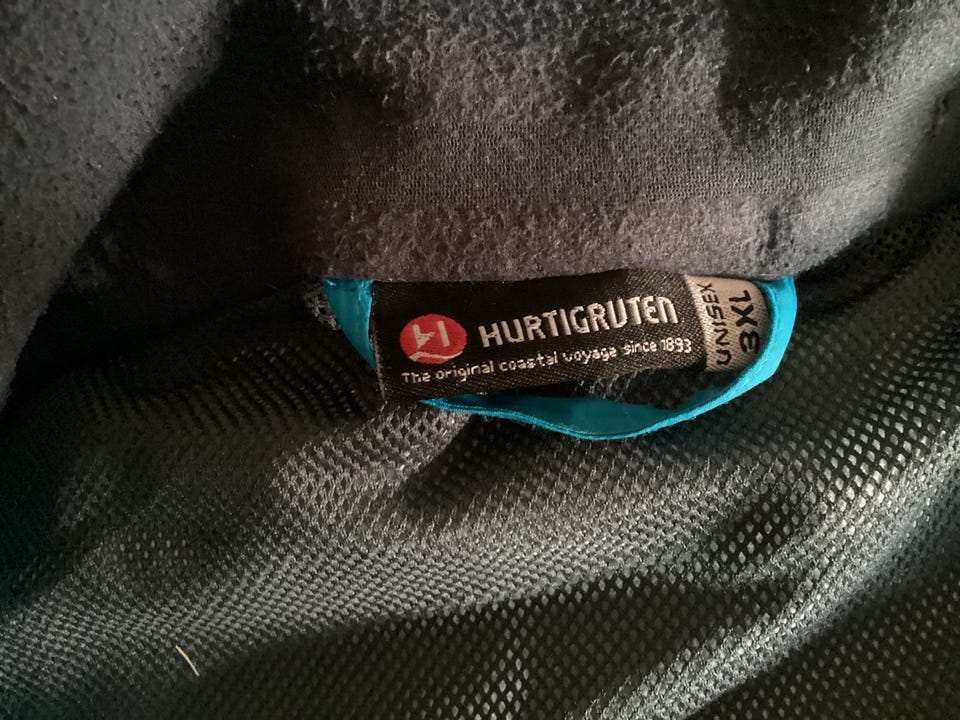 HURTIGRUTEN
The original coastal voyage since 1893
UNISEX
3XL